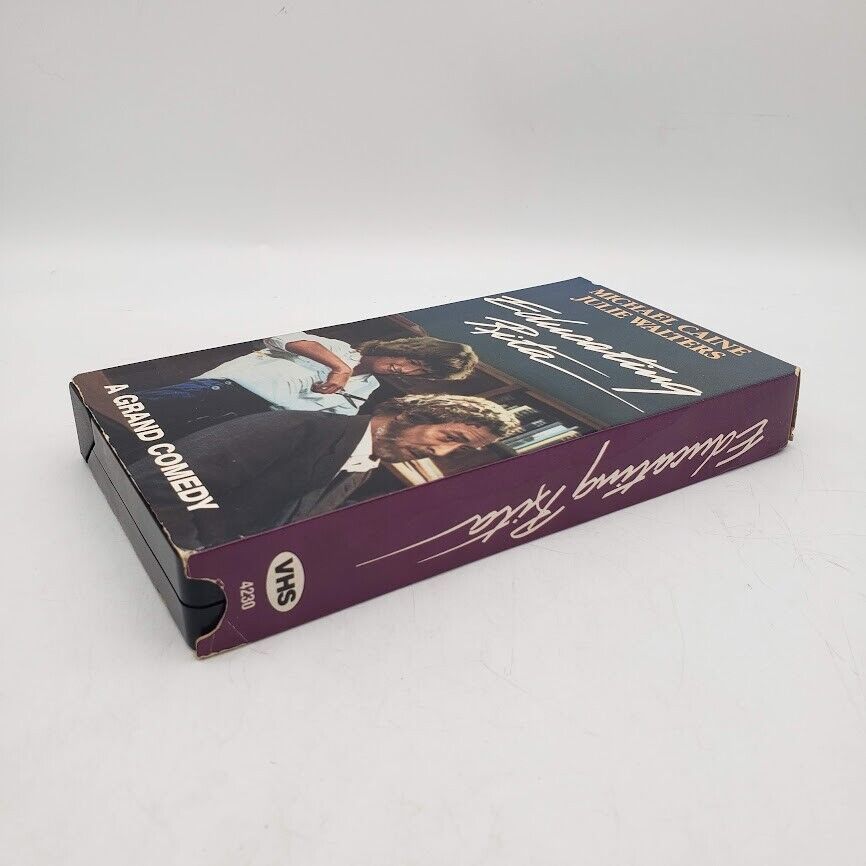 MICHAEL CAINE
JULIE WALTERS
Educating
Rita
A GRAND COMEDY
Educating Rita
VHS
4230